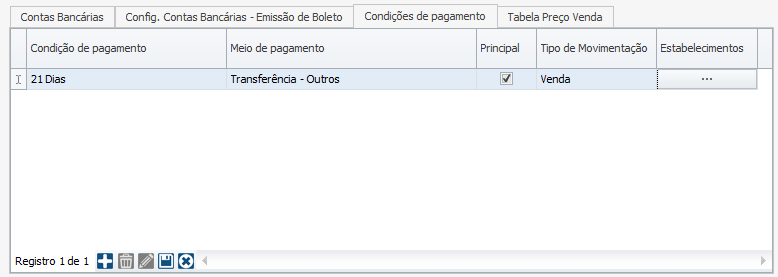 Contas Bancárias Config. Contas Bancárias - Emissão de Boleto Condições de pagamento Tabela Preço Venda
Condição de pagamento Meio de pagamento Principal Tipo de Movimentação Estabelecimentos
21 Dias Transferência - Outros Venda ...
Registro 1 de 1